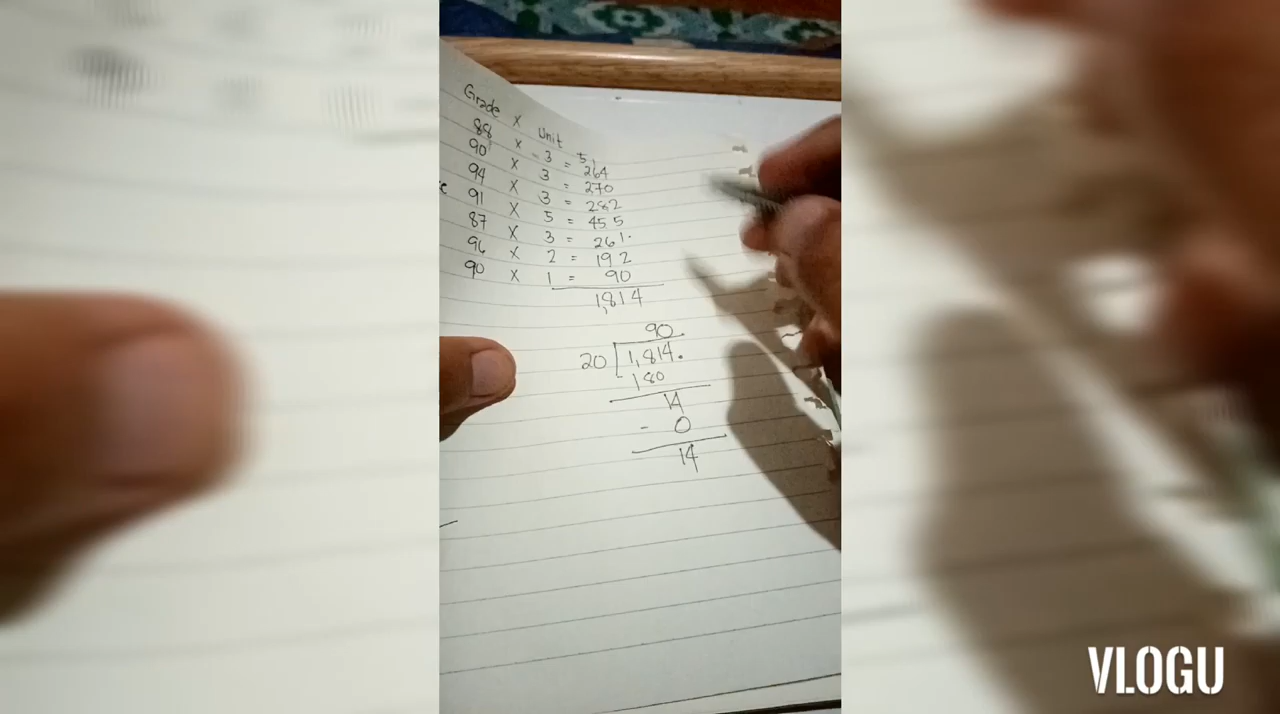 Grade × Unit
88 × 3 = 264
90 × 3 = 270
94 × 3 = 282
91 × 5 = 455
87 × 3 = 261.
96 × 2 = 192
90 × 1 = 90
1,814
90.
20 1,814.
- 180
14
- 0
14
VLOGU